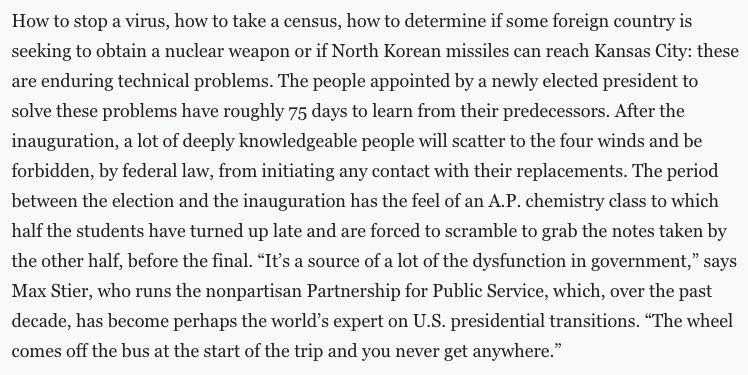 How to stop a virus, how to take a census, how to determine if some foreign country is
seeking to obtain a nuclear weapon or if North Korean missiles can reach Kansas City: these
are enduring technical problems. The people appointed by a newly elected president to
solve these problems have roughly 75 days to learn from their predecessors. After the
inauguration, a lot of deeply knowledgeable people will scatter to the four winds and be
forbidden, by federal law, from initiating any contact with their replacements. The period
between the election and the inauguration has the feel of an A.P. chemistry class to which
half the students have turned up late and are forced to scramble to grab the notes taken by
the other half, before the final. “It’s a source of a lot of the dysfunction in government,” says
Max Stier, who runs the nonpartisan Partnership for Public Service, which, over the past
decade, has become perhaps the world’s expert on U.S. presidential transitions. “The wheel
comes off the bus at the start of the trip and you never get anywhere.”